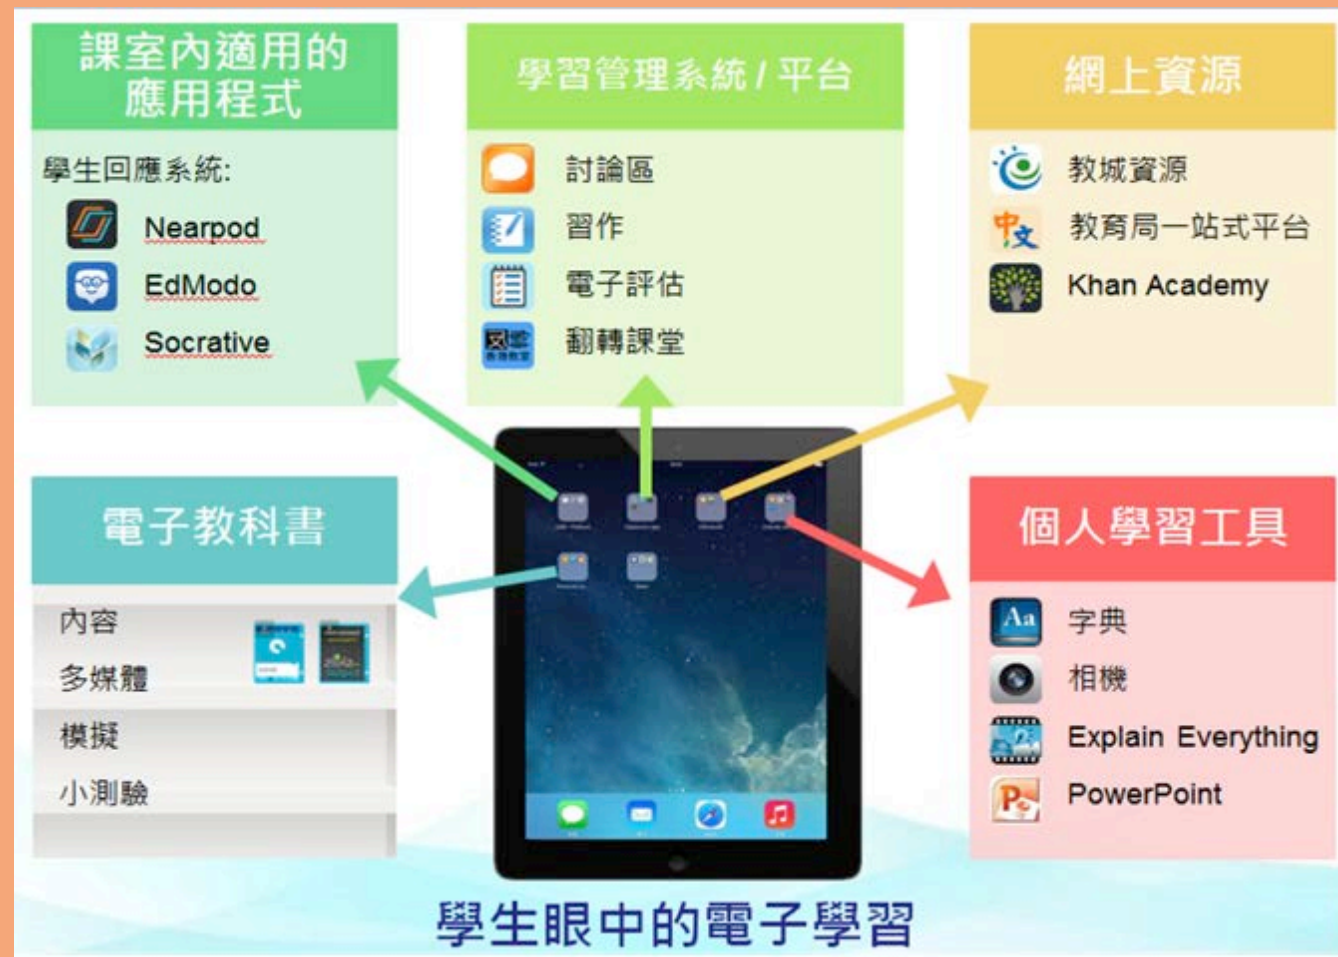 課室內適用的
應用程式
學生回應系統:
Nearpod
EdModo
Socrative
學習管理系統/平台
討論區
習作
電子評估
翻轉課堂
網上資源
教城資源
中文
教育局一站式平台
Khan Academy
電子教科書
內容
多媒體
模擬
小測驗
個人學習工具
Aa
字典
相機
Explain Everything
P
PowerPoint
學生眼中的電子學習